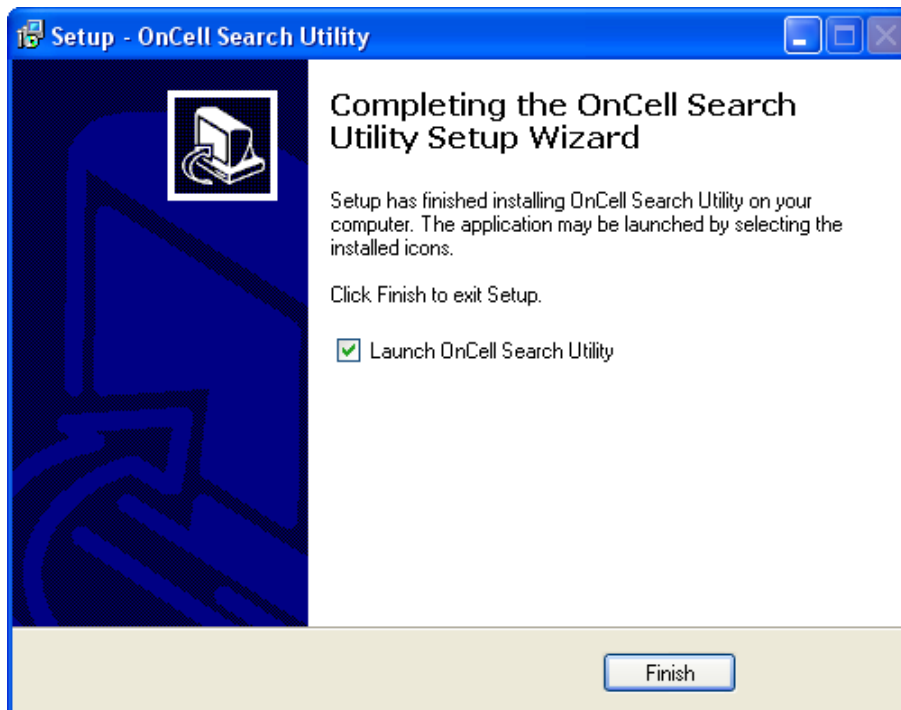 Setup - OnCell Search Utility
Completing the OnCell Search
Utility Setup Wizard
Setup has finished installing OnCell Search Utility on your
computer. The application may be launched by selecting the
installed icons.
Click Finish to exit Setup.
Launch OnCell Search Utility
Finish